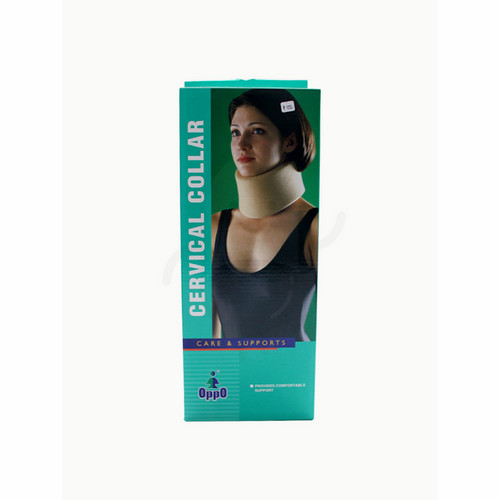 CERVICAL COLLAR
CARE & SUPPORTS
OppO
PROVIDES COMFORTABLE
SUPPORT